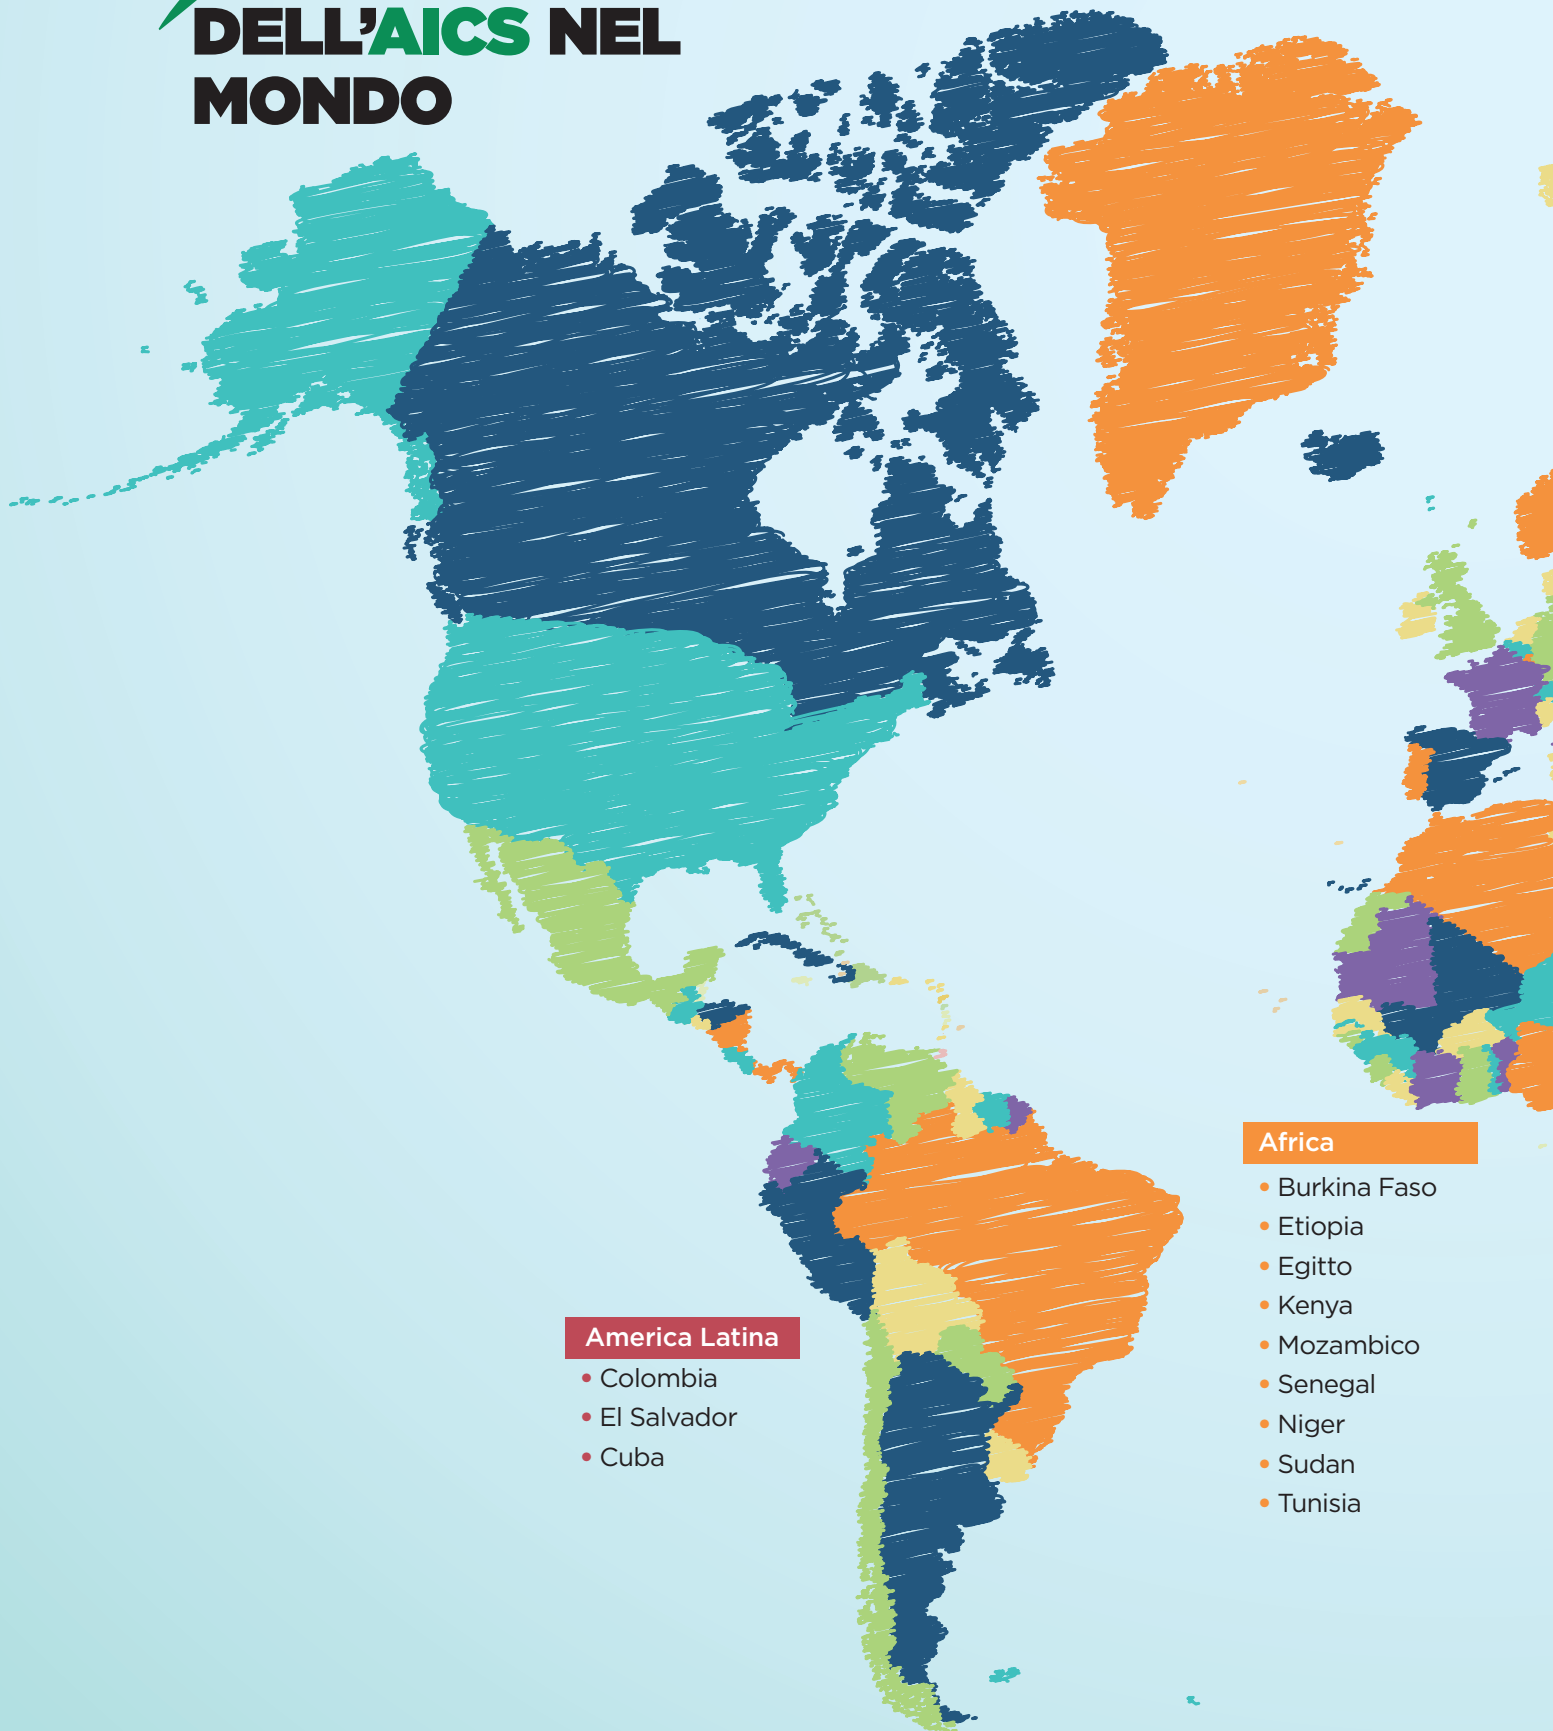 DELL’AICS NEL
MONDO
Africa
• Burkina Faso
• Etiopia
• Egitto
• Kenya
• Mozambico
• Senegal
• Niger
• Sudan
• Tunisia
America Latina
• Colombia
• El Salvador
• Cuba